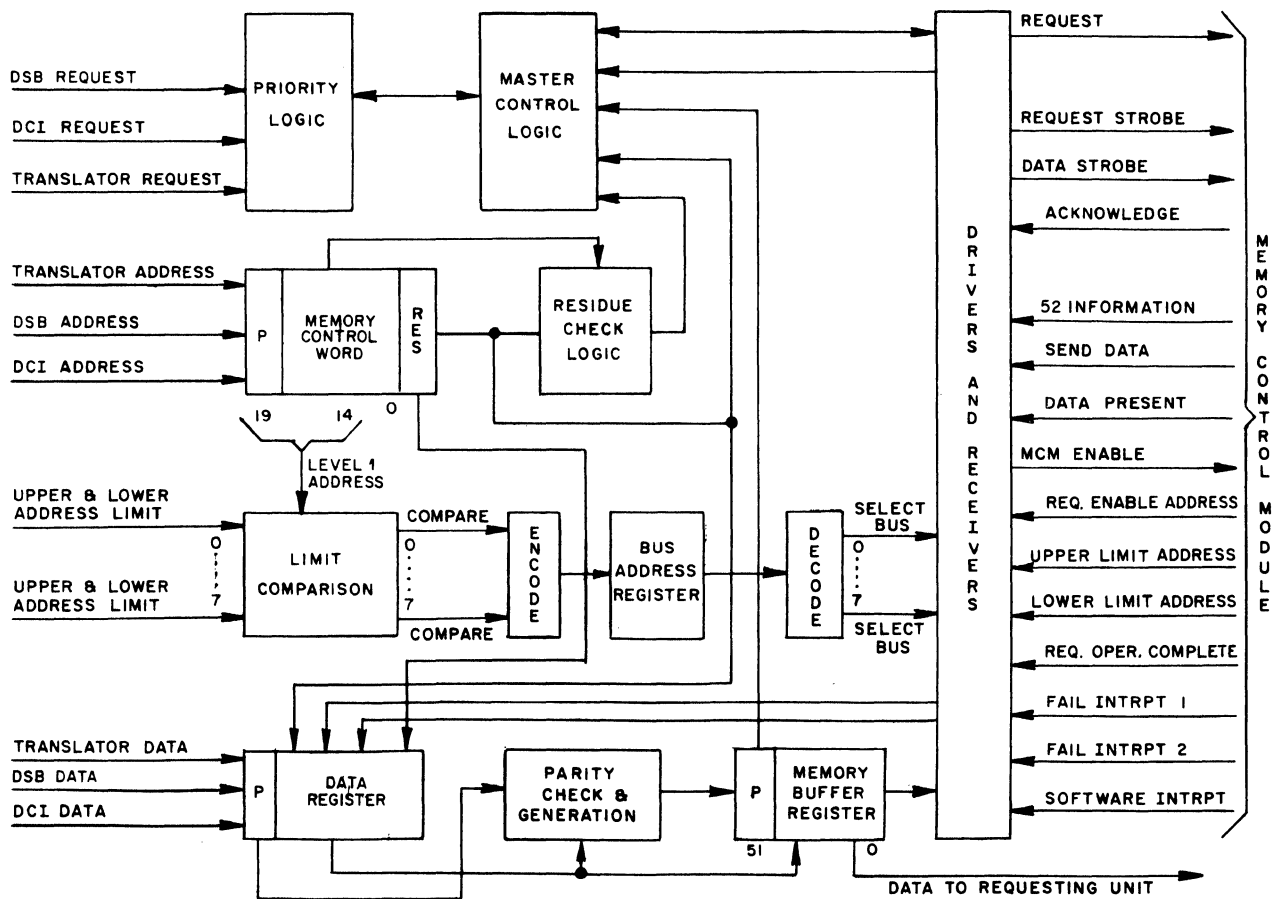 DSB REQUEST
DCI REQUEST
TRANSLATOR REQUEST
PRIORITY
LOGIC
MASTER
CONTROL
LOGIC
REQUEST
REQUEST STROBE
DATA STROBE
ACKNOWLEDGE
52 INFORMATION
SEND DATA
DATA PRESENT
MCM ENABLE
REQ. ENABLE ADDRESS
UPPER LIMIT ADDRESS
LOWER LIMIT ADDRESS
REQ. OPER. COMPLETE
FAIL INTRPT 1
FAIL INTRPT 2
SOFTWARE INTRPT
DRIVERS AND RECEIVERS
MEMORY CONTROL MODULE
TRANSLATOR ADDRESS
DSB ADDRESS
DCI ADDRESS
P
MEMORY
CONTROL
WORD
RES
RESIDUE
CHECK
LOGIC
19 14 0
LEVEL 1
ADDRESS
UPPER & LOWER
ADDRESS LIMIT
0
7
UPPER & LOWER
ADDRESS LIMIT
LIMIT
COMPARISON
COMPARE
0
7
COMPARE
ENCODE
BUS
ADDRESS
REGISTER
DECODE
SELECT
BUS
0
7
SELECT
BUS
TRANSLATOR DATA
DSB DATA
DCI DATA
P
DATA
REGISTER
PARITY
CHECK &
GENERATION
P
MEMORY
BUFFER
REGISTER
51 0
DATA TO REQUESTING UNIT